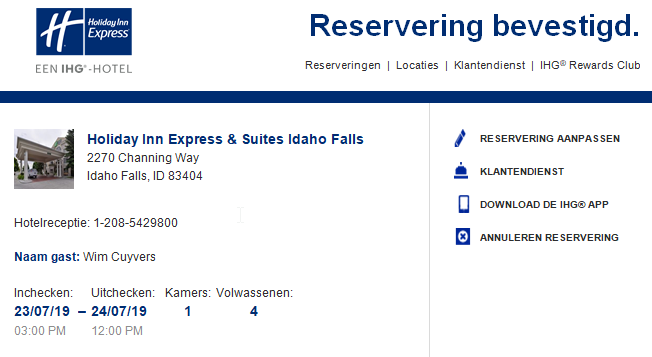 Holiday Inn
Express
EEN IHG®-HOTEL
Reservering bevestigd.
Reserveringen | Locaties | Klantendienst | IHG® Rewards Club
Holiday Inn Express & Suites Idaho Falls
2270 Channing Way
Idaho Falls, ID 83404
Hotelreceptie: 1-208-5429800
Naam gast: Wim Cuyvers
Inchecken: Uitchecken: Kamers: Volwassenen:
23/07/19 – 24/07/19 1 4
03:00 PM 12:00 PM
RESERVERING AANPASSEN
KLANTENDIENST
DOWNLOAD DE IHG® APP
ANNULEREN RESERVERING